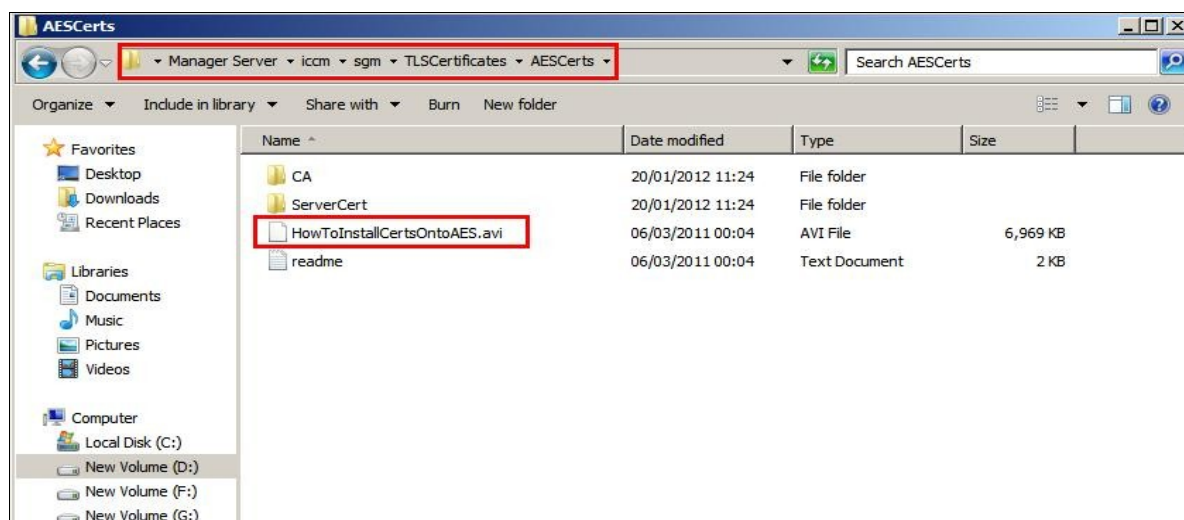 AESCerts
Manager Server iccm sgm TLSCertificates AESCerts
Search AESCerts
Organize Include in library Share with Burn New folder
Favorites
Desktop
Downloads
Recent Places
Libraries
Documents
Music
Pictures
Videos
Computer
Local Disk (C:)
New Volume (D:)
New Volume (F:)
New Volume (G:)
Name Date modified Type Size
CA 20/01/2012 11:24 File folder
ServerCert 20/01/2012 11:24 File folder
HowToInstallCertsOntoAES.avi 06/03/2011 00:04 AVI File 6,969 KB
readme 06/03/2011 00:04 Text Document 2 KB